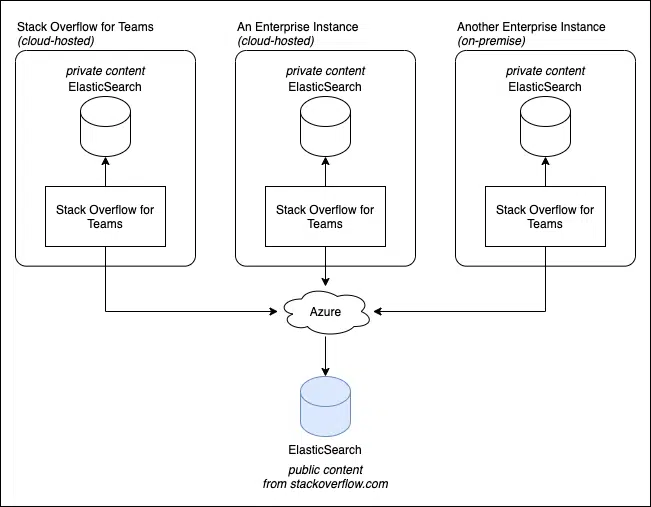 Stack Overflow for Teams
(cloud-hosted)
An Enterprise Instance
(cloud-hosted)
Another Enterprise Instance
(on-premise)
private content
ElasticSearch
private content
ElasticSearch
private content
ElasticSearch
Stack Overflow for
Teams
Stack Overflow for
Teams
Stack Overflow for
Teams
Azure
ElasticSearch
public content
from stackoverflow.com